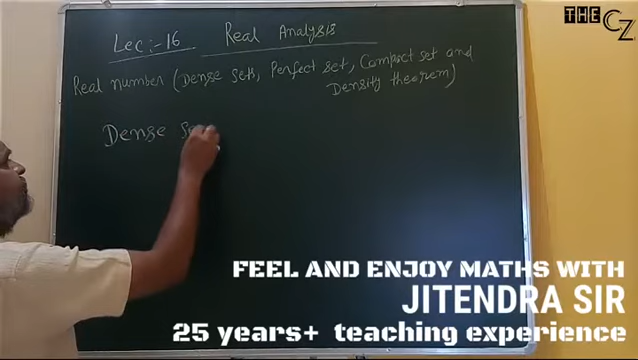 Lec:-16 Real Analysis
THE CZ
Real number (Dense sets, Perfect set, Compact set and
Density theorem)
Dense se
FEEL AND ENJOY MATHS WITH
JITENDRA SIR
25 years+ teaching experience